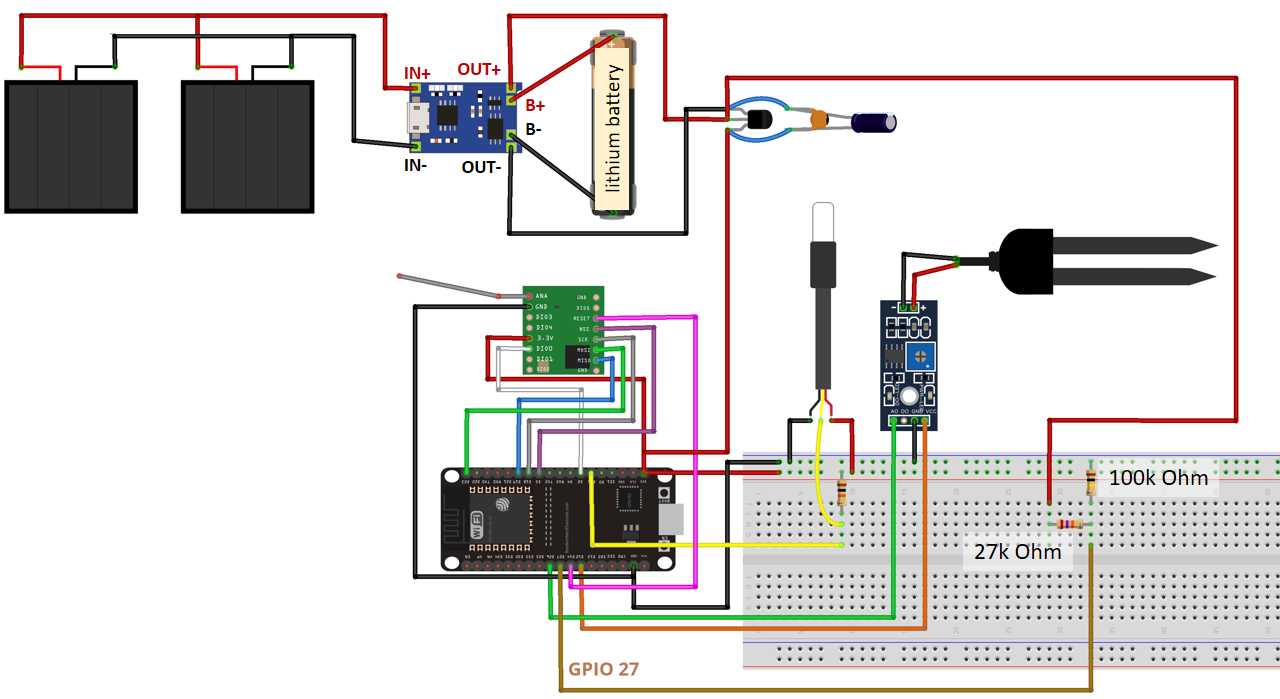 IN+
OUT+
B+
B-
IN-
OUT-
+
lithium battery
ANA
GND
GND
DIO5
DIO3
RESET
DIO4
NSS
3.3V
SCK
DIO0
MOSI
DIO1
MISO
DIO2
GND
- +
AO DO GND VCC
WiFi
100k Ohm
27k Ohm
GPIO 27